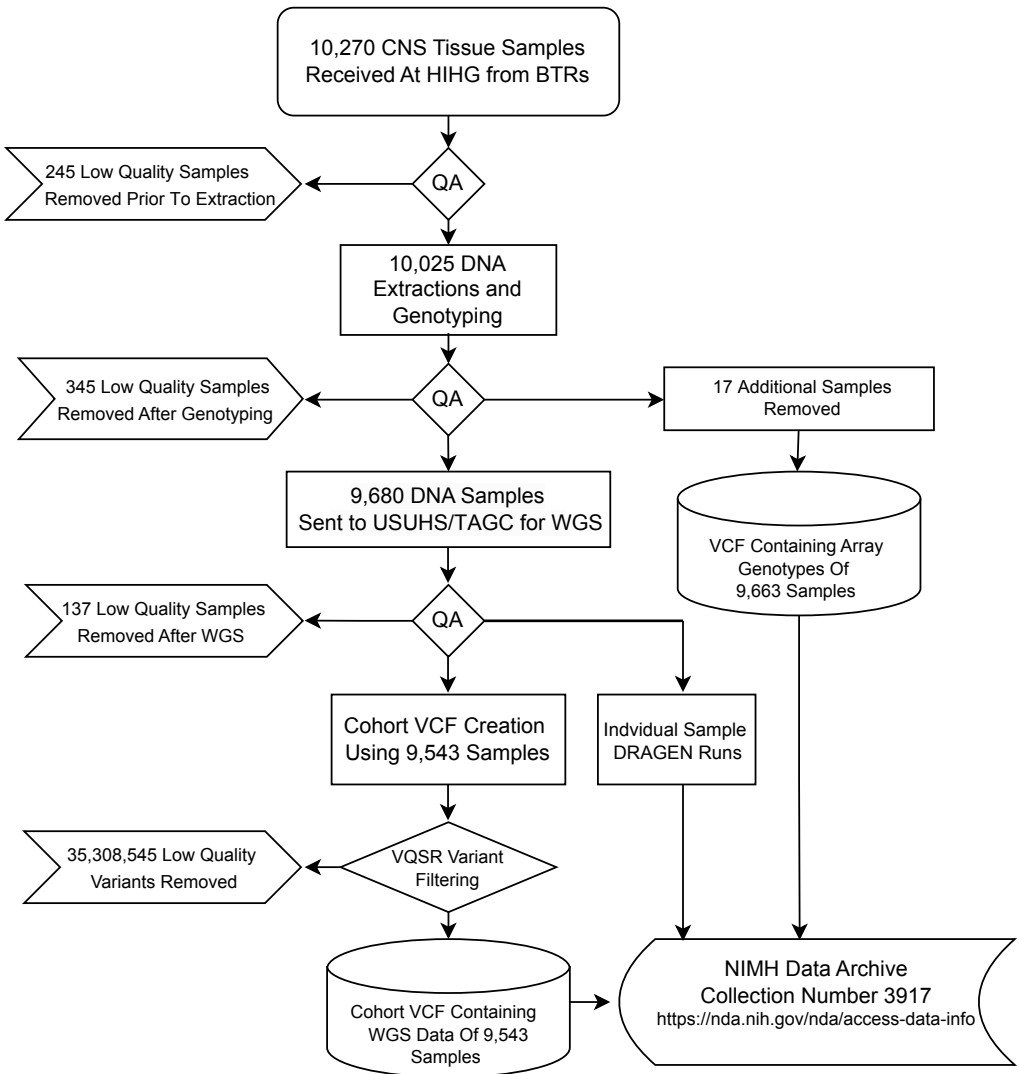 10,270 CNS Tissue Samples
Received At HIHG from BTRs
QA
245 Low Quality Samples
Removed Prior To Extraction
10,025 DNA
Extractions and
Genotyping
QA
345 Low Quality Samples
Removed After Genotyping
17 Additional Samples
Removed
9,680 DNA Samples
Sent to USUHS/TAGC for WGS
VCF Containing Array
Genotypes Of
9,663 Samples
QA
137 Low Quality Samples
Removed After WGS
Cohort VCF Creation
Using 9,543 Samples
Indvidual Sample
DRAGEN Runs
VQSR Variant
Filtering
35,308,545 Low Quality
Variants Removed
Cohort VCF Containing
WGS Data Of 9,543
Samples
NIMH Data Archive
Collection Number 3917
https://nda.nih.gov/nda/access-data-info